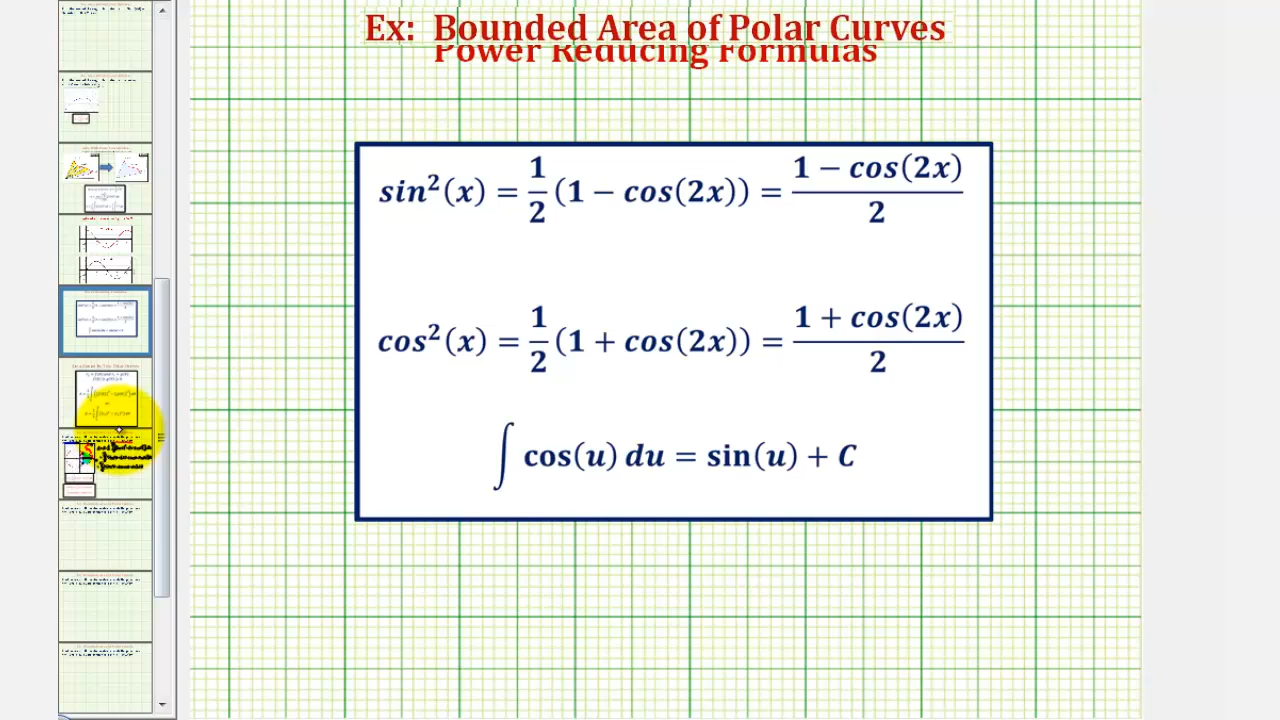 Ex: Bounded Area of Polar Curves
Power Reducing Formulas
sin²(x) = 1/2 (1 − cos(2x)) = (1 − cos(2x))/2
cos²(x) = 1/2 (1 + cos(2x)) = (1 + cos(2x))/2
∫ cos(u) du = sin(u) + C